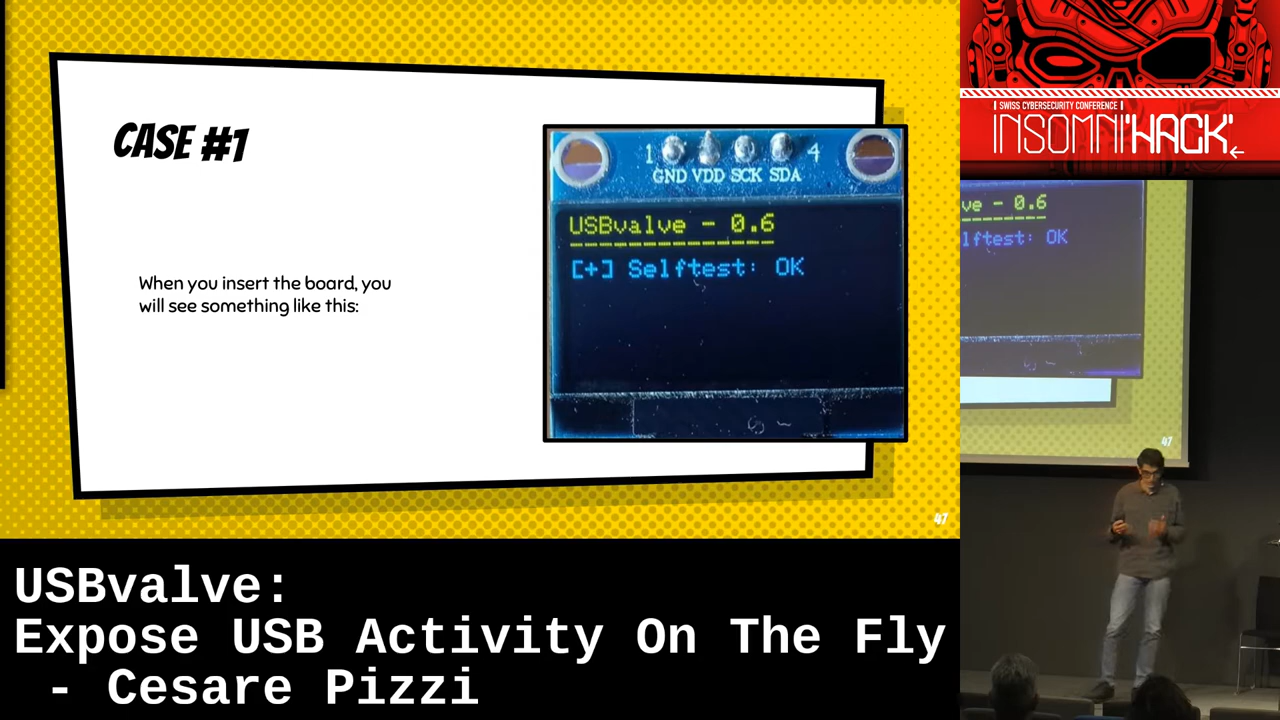 CASE #1
When you insert the board, you
will see something like this:
1 4
GND VDD SCK SDA
USBvalve - 0.6
[+] Selftest: OK
47
SWISS CYBERSECURITY CONFERENCE
INSOMNI'HACK
ve - 0.6
lftest: OK
47
USBvalve:
Expose USB Activity On The Fly
- Cesare Pizzi